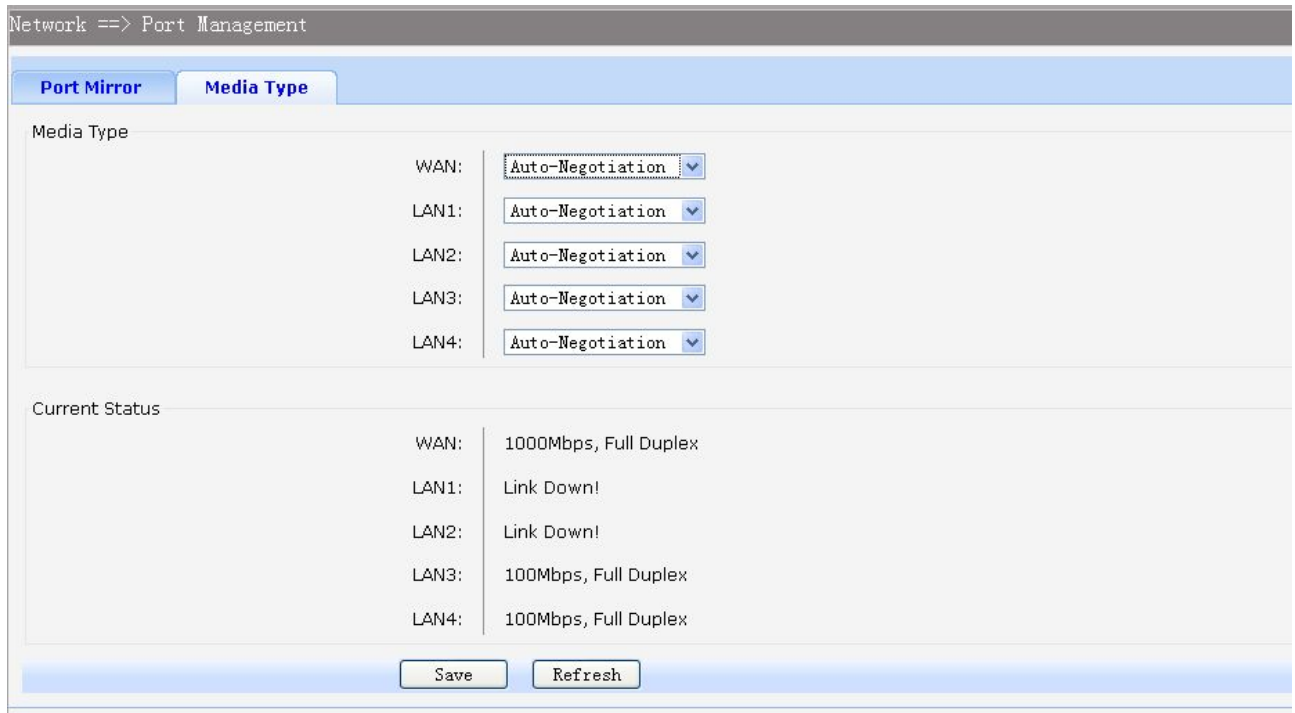 Network ==> Port Management
Port Mirror Media Type
Media Type
WAN: Auto-Negotiation
LAN1: Auto-Negotiation
LAN2: Auto-Negotiation
LAN3: Auto-Negotiation
LAN4: Auto-Negotiation
Current Status
WAN: 1000Mbps, Full Duplex
LAN1: Link Down!
LAN2: Link Down!
LAN3: 100Mbps, Full Duplex
LAN4: 100Mbps, Full Duplex
Save Refresh